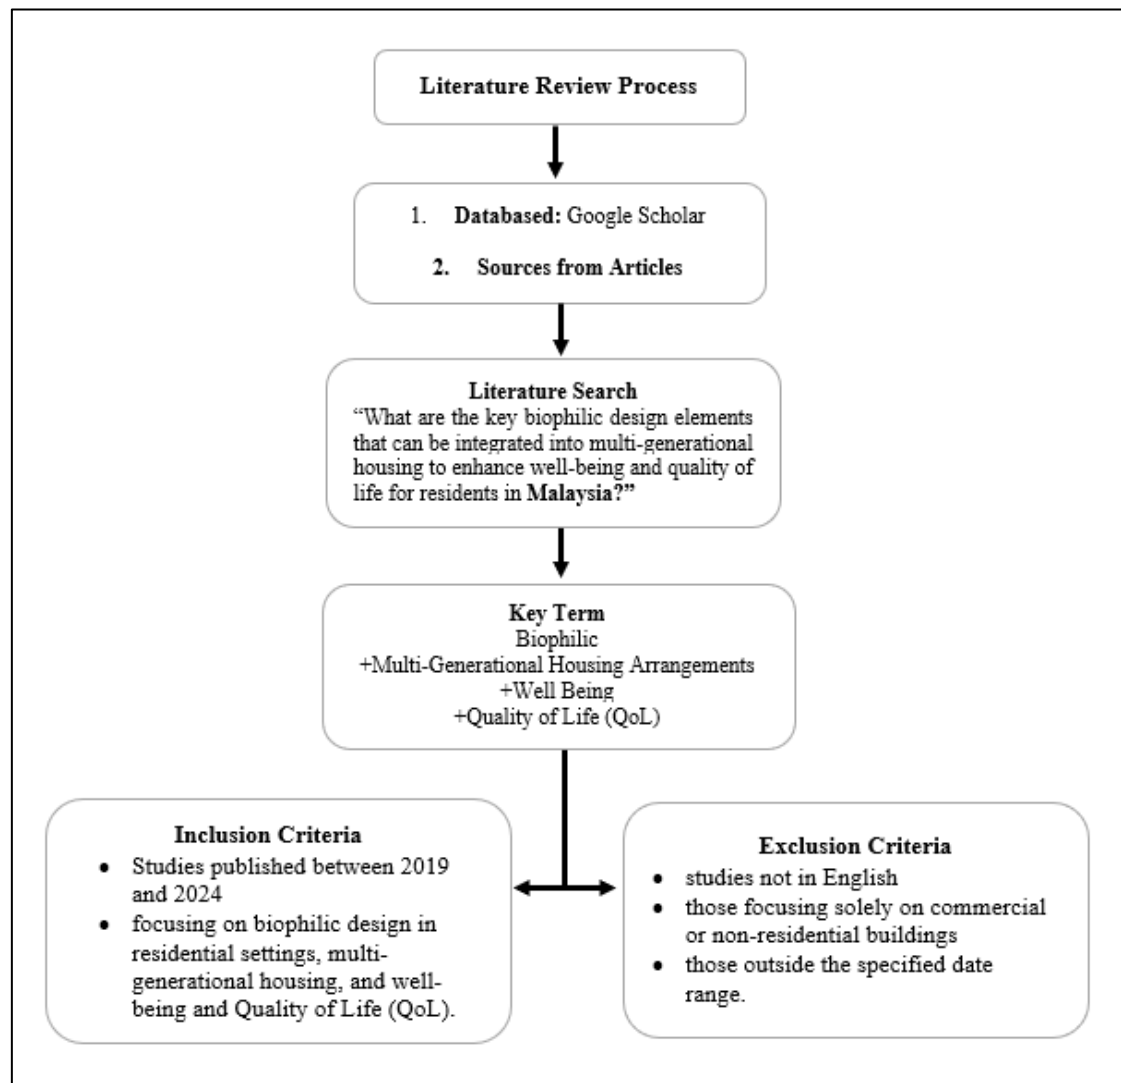 Literature Review Process
1. Databased: Google Scholar
2. Sources from Articles
Literature Search
“What are the key biophilic design elements
that can be integrated into multi-generational
housing to enhance well-being and quality of
life for residents in Malaysia?”
Key Term
Biophilic
+Multi-Generational Housing Arrangements
+Well Being
+Quality of Life (QoL)
Inclusion Criteria
• Studies published between 2019
and 2024
• focusing on biophilic design in
residential settings, multi-
generational housing, and well-
being and Quality of Life (QoL).
Exclusion Criteria
• studies not in English
• those focusing solely on commercial
or non-residential buildings
• those outside the specified date
range.